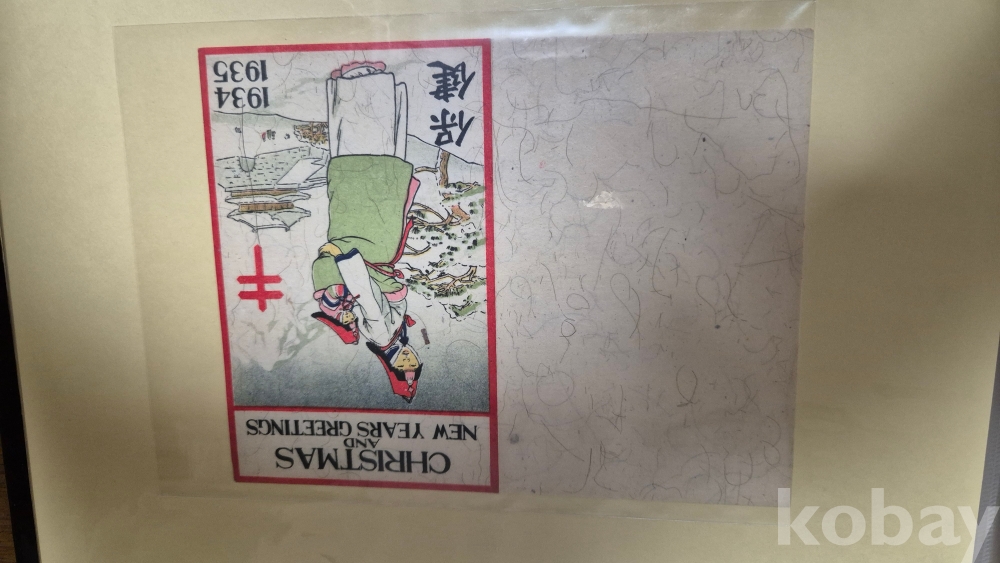 CHRISTMAS
AND
NEW YEARS GREETINGS
保健
1934
1935
kobay